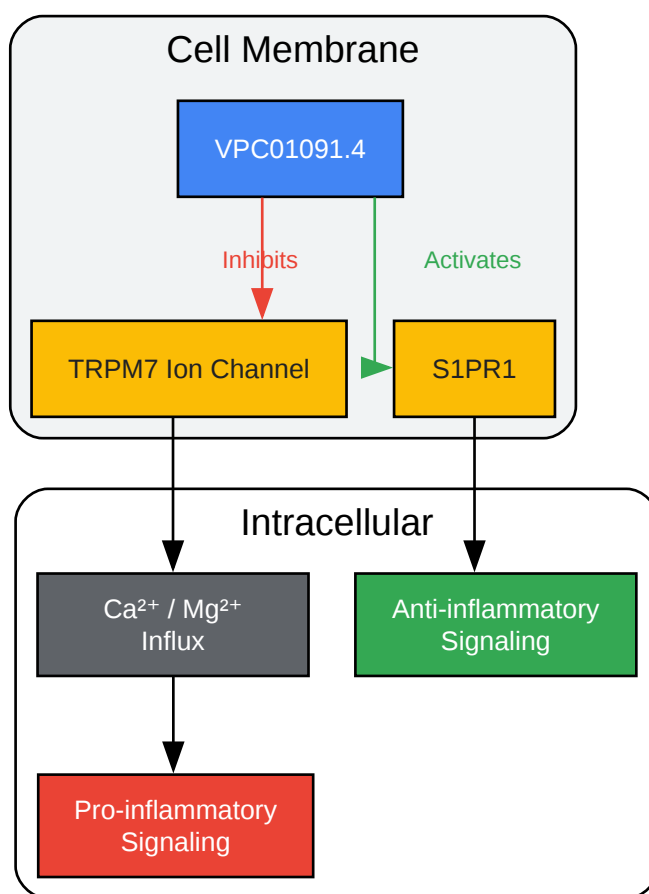 Cell Membrane
VPC01091.4
Inhibits
Activates
TRPM7 Ion Channel
S1PR1
Intracellular
Ca²⁺ / Mg²⁺
Influx
Anti-inflammatory
Signaling
Pro-inflammatory
Signaling